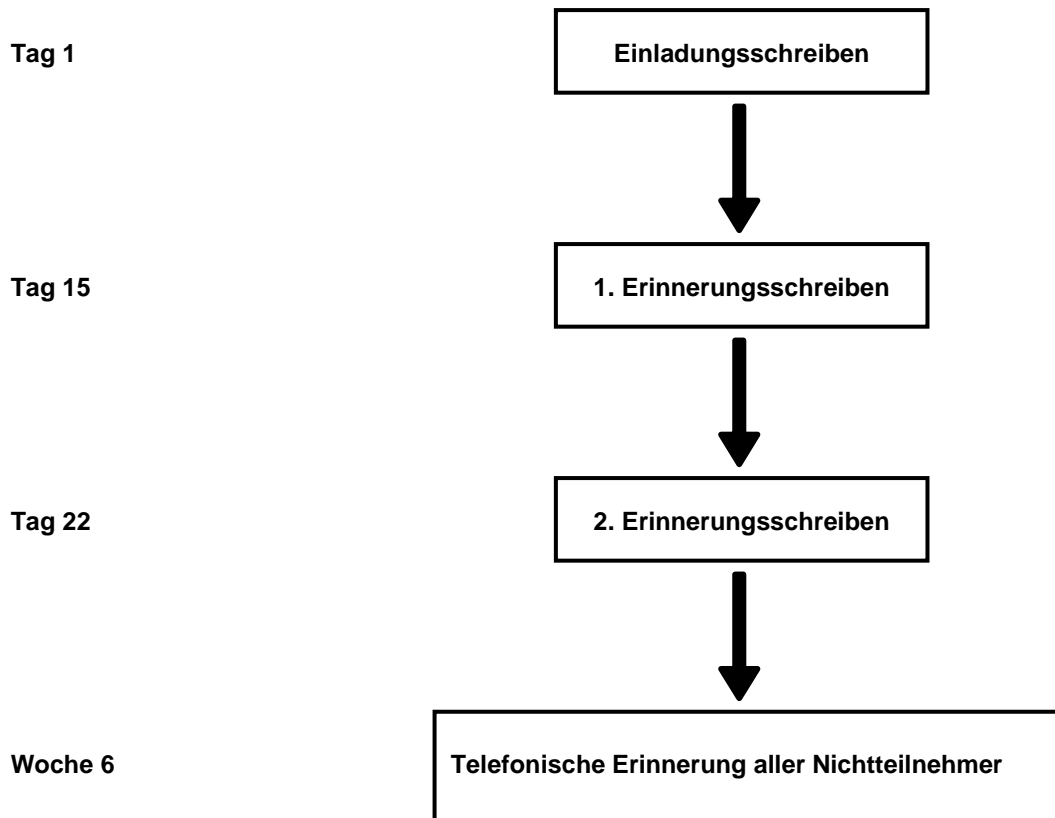 Tag 1
Einladungsschreiben
Tag 15
1. Erinnerungsschreiben
Tag 22
2. Erinnerungsschreiben
Woche 6
Telefonische Erinnerung aller Nichtteilnehmer